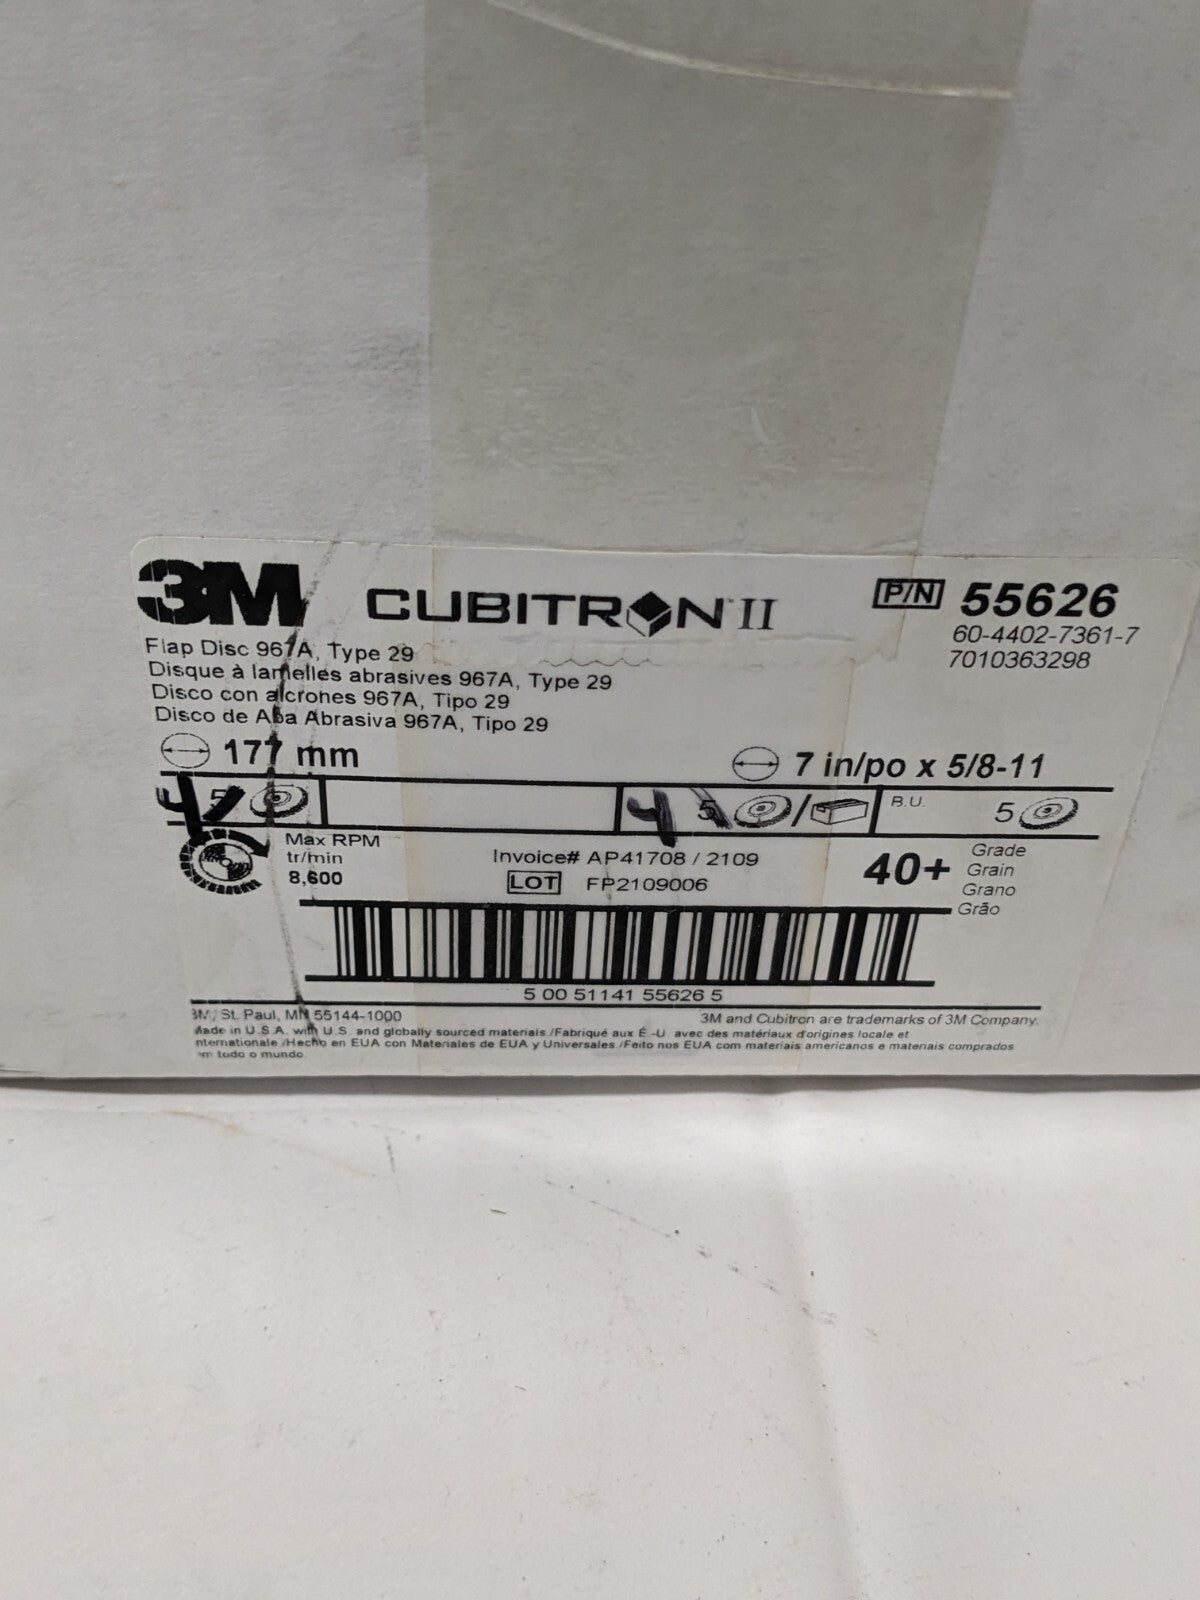 3M CUBITRON™ II P/N 55626
60-4402-7361-7
7010363298
Flap Disc 967A, Type 29
Disque à lamelles abrasives 967A, Type 29
Disco con alcrohes 967A, Tipo 29
Disco de Aba Abrasiva 967A, Tipo 29
177 mm 7 in/po x 5/8-11
4 5 4 5 / B.U. 5
Max RPM
tr/min
8,600
Invoice# AP41708 / 2109
LOT FP2109006
40+ Grade
Grain
Grano
Grão
5 00 51141 55626 5
3M, St. Paul, MN 55144-1000 3M and Cubitron are trademarks of 3M Company.
Made in U.S.A. with U.S. and globally sourced materials./Fabriqué aux É.-U. avec des matériaux d'origines locale et
nternationale./Hecho en EUA con Materiales de EUA y Universales./Feito nos EUA com materiais americanos e materiais comprados
em todo o mundo.